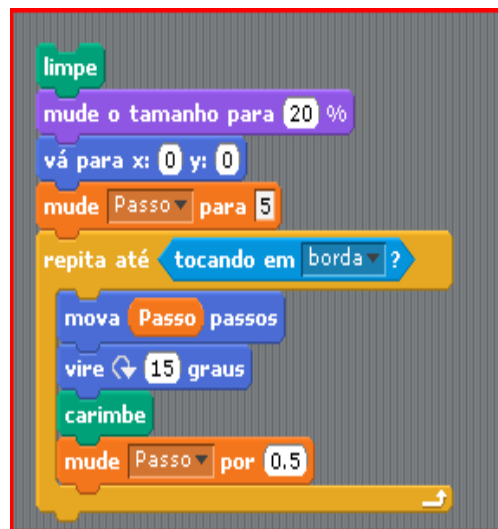 limpe
mude o tamanho para 20 %
vá para x: 0 y: 0
mude Passo para 5
repita até tocando em borda ?
mova Passo passos
vire 15 graus
carimbe
mude Passo por 0.5